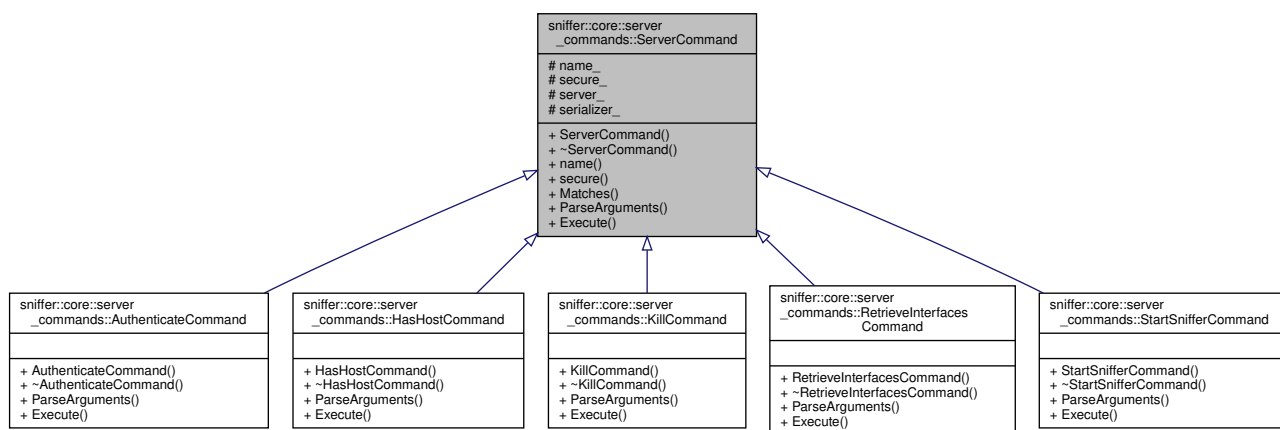 sniffer::core::server
_commands::ServerCommand
# name_
# secure_
# server_
# serializer_
+ ServerCommand()
+ ~ServerCommand()
+ name()
+ secure()
+ Matches()
+ ParseArguments()
+ Execute()
sniffer::core::server
_commands::AuthenticateCommand
+ AuthenticateCommand()
+ ~AuthenticateCommand()
+ ParseArguments()
+ Execute()
sniffer::core::server
_commands::HasHostCommand
+ HasHostCommand()
+ ~HasHostCommand()
+ ParseArguments()
+ Execute()
sniffer::core::server
_commands::KillCommand
+ KillCommand()
+ ~KillCommand()
+ ParseArguments()
+ Execute()
sniffer::core::server
_commands::RetrieveInterfaces
Command
+ RetrieveInterfacesCommand()
+ ~RetrieveInterfacesCommand()
+ ParseArguments()
+ Execute()
sniffer::core::server
_commands::StartSnifferCommand
+ StartSnifferCommand()
+ ~StartSnifferCommand()
+ ParseArguments()
+ Execute()